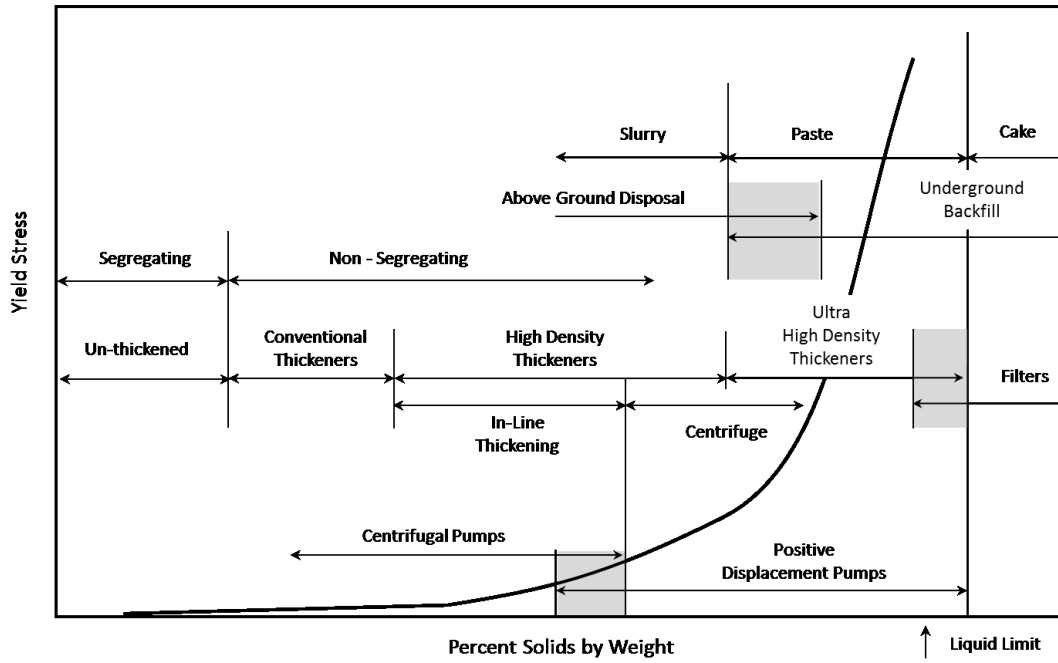 Slurry
Paste
Cake
Above Ground Disposal
Underground
Backfill
Segregating
Non - Segregating
Yield Stress
Un-thickened
Conventional
Thickeners
High Density
Thickeners
Ultra
High Density
Thickeners
Filters
In-Line
Thickening
Centrifuge
Centrifugal Pumps
Positive
Displacement Pumps
Percent Solids by Weight
Liquid Limit